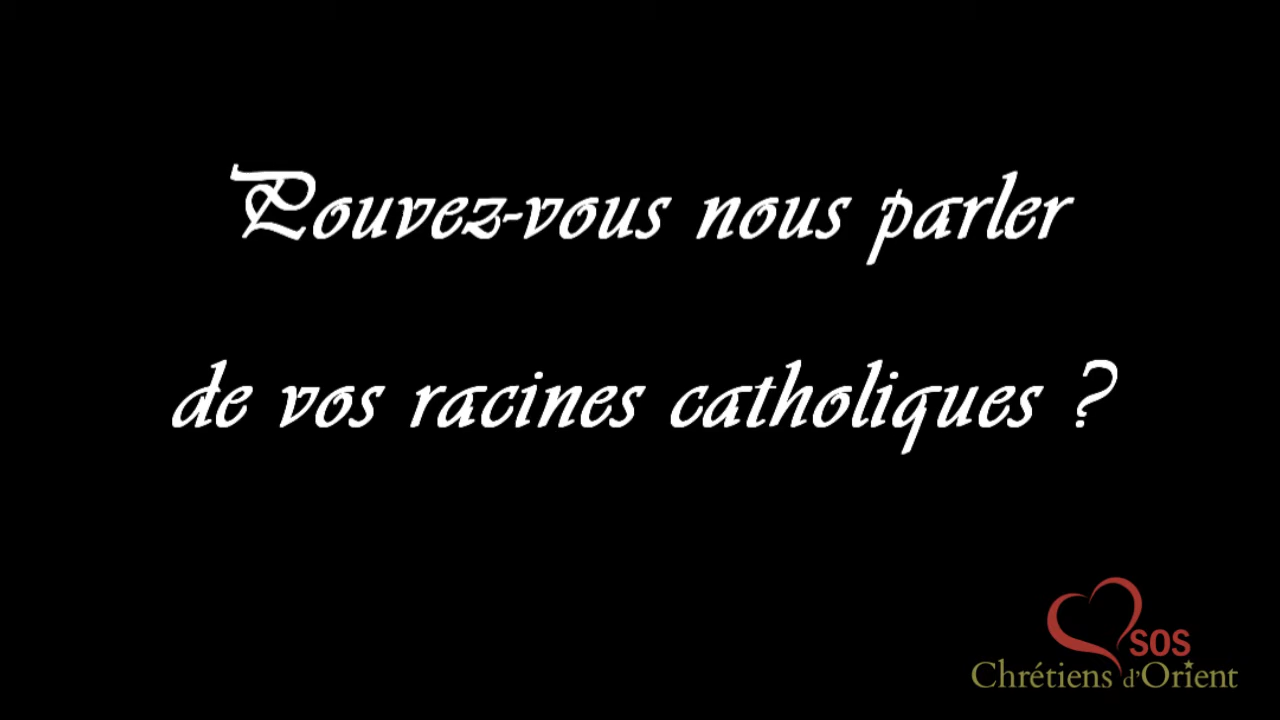 Pouvez-vous nous parler
de vos racines catholiques ?
SOS
Chrétiens d'Orient